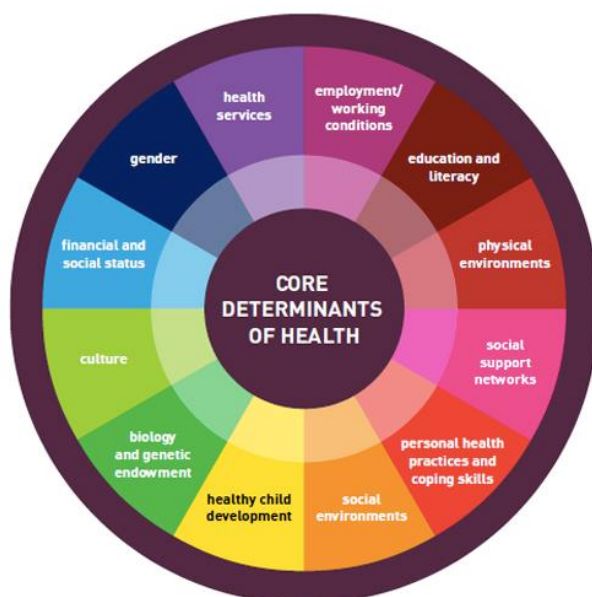 CORE
DETERMINANTS
OF HEALTH
health
services
employment/
working
conditions
education and
literacy
physical
environments
social
support
networks
personal health
practices and
coping skills
social
environments
healthy child
development
biology
and genetic
endowment
culture
financial and
social status
gender